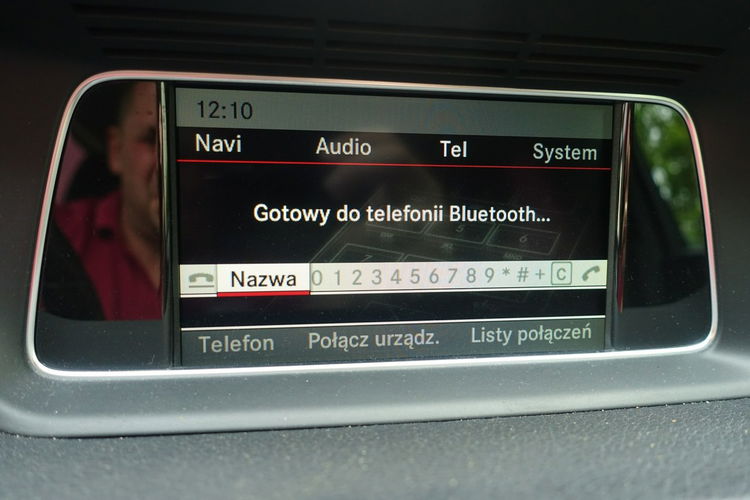 12:10
Navi Audio Tel System
Gotowy do telefonii Bluetooth...
Nazwa 0 1 2 3 4 5 6 7 8 9 * # + C
Telefon Połącz urządz. Listy połączeń